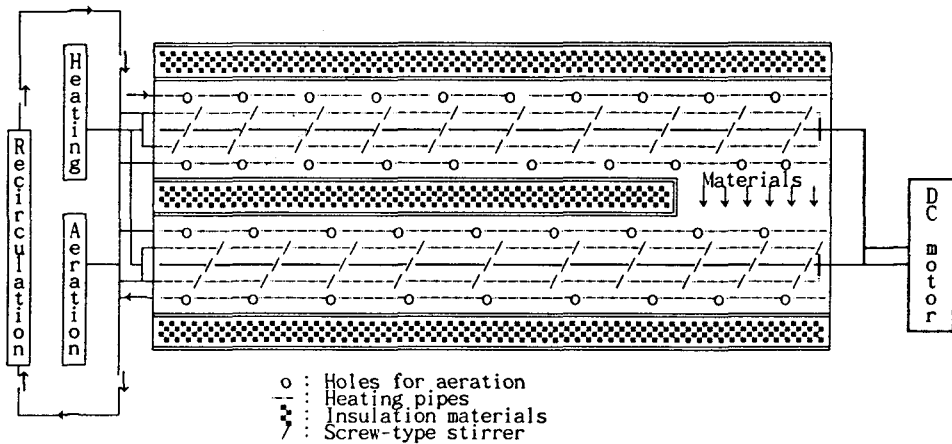 Heating
Recirculation
Aeration
Materials
DC motor
o : Holes for aeration
--- : Heating pipes
: Insulation materials
/ : Screw-type stirrer